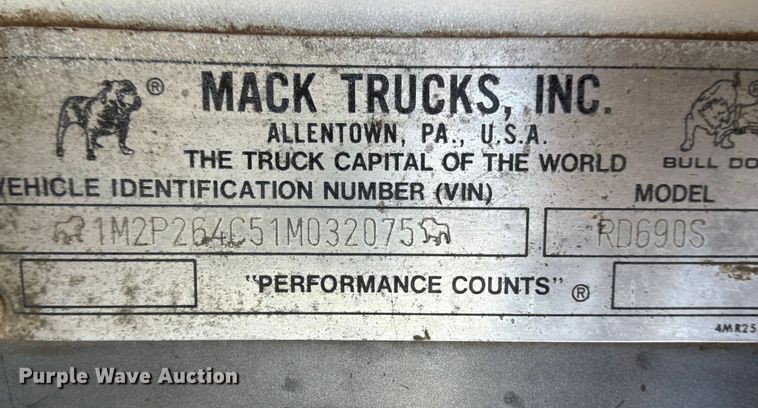 ® MACK TRUCKS, INC. ®
ALLENTOWN, PA., U.S.A.
THE TRUCK CAPITAL OF THE WORLD BULL DO
VEHICLE IDENTIFICATION NUMBER (VIN) MODEL
1M2P264C51M032075 RD690S
"PERFORMANCE COUNTS" ®
4MR25
Purple Wave Auction